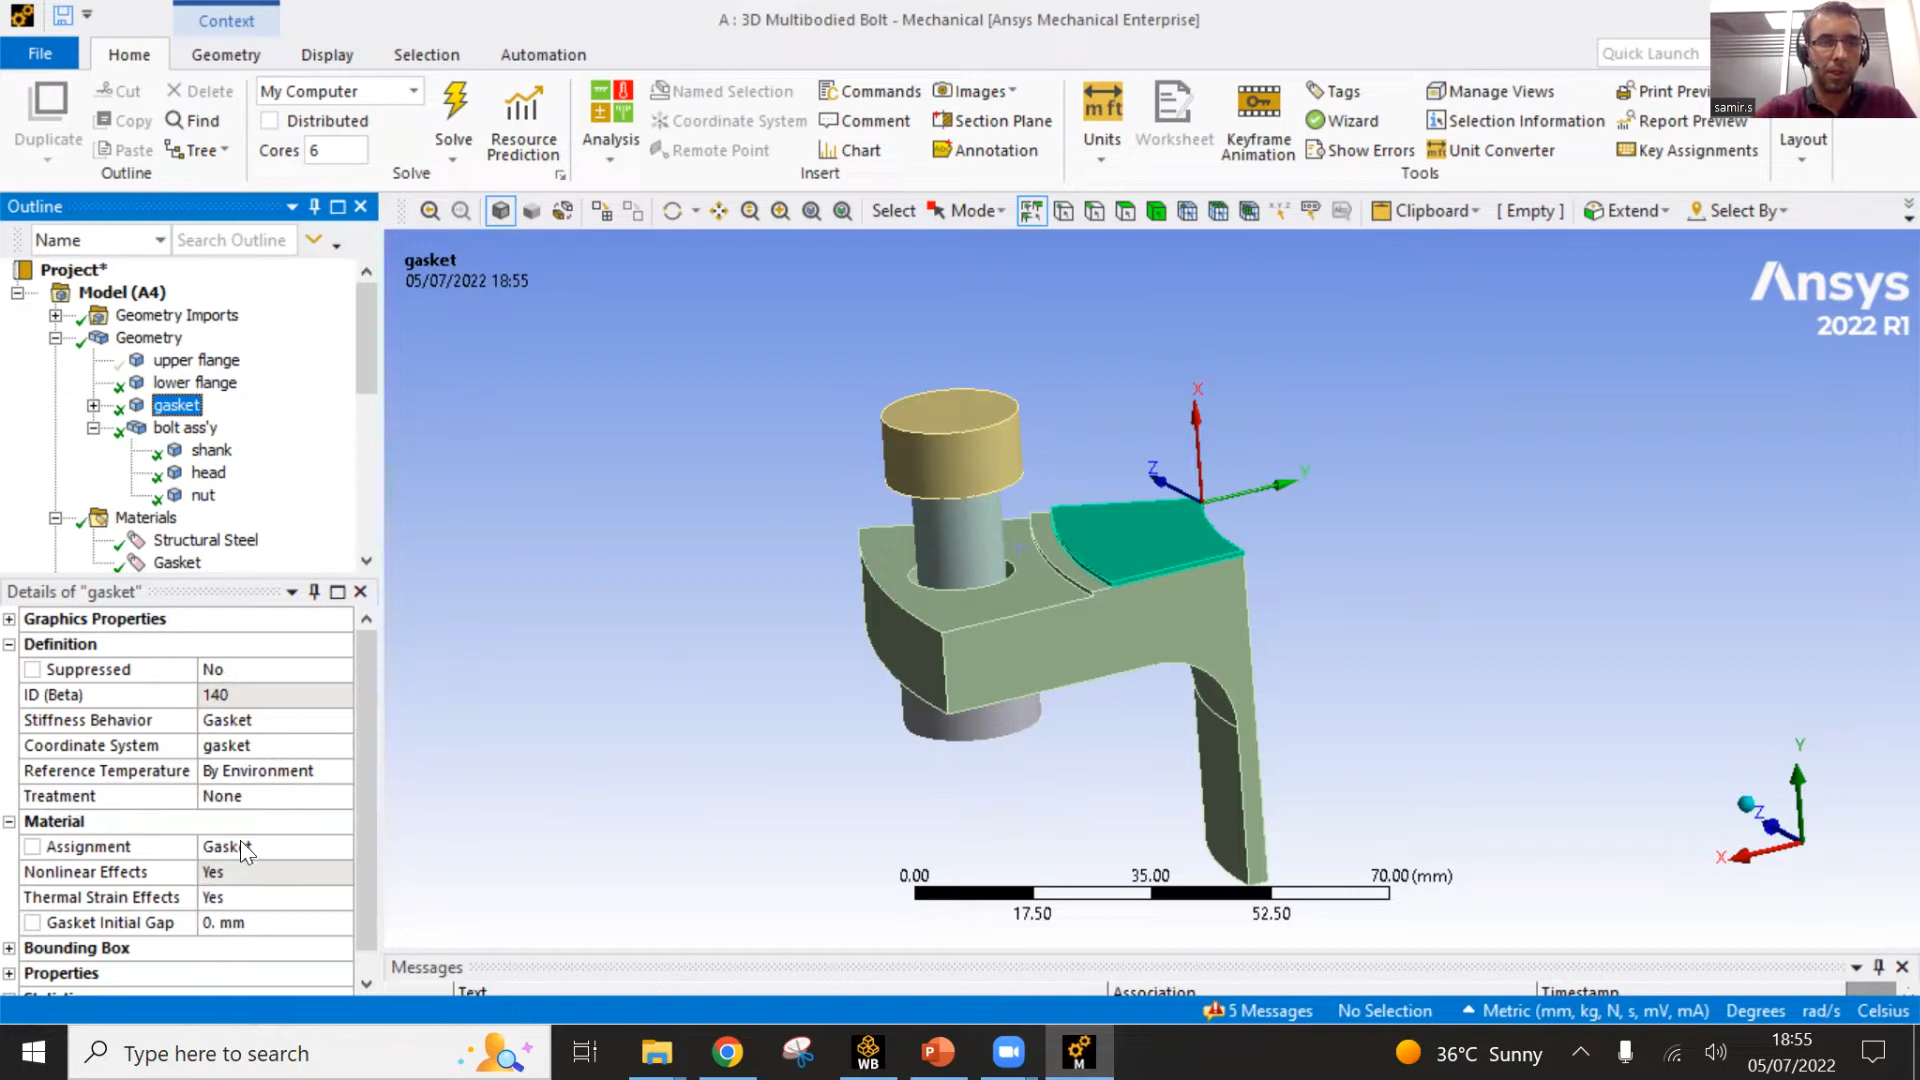 Context
A : 3D Multibodied Bolt - Mechanical [Ansys Mechanical Enterprise]
File
Home
Geometry
Display
Selection
Automation
Quick Launch
samir.s
Duplicate
Cut
Delete
Copy
Find
Paste
Tree
Outline
My Computer
Distributed
Cores 6
Solve
Resource
Prediction
Solve
Analysis
Named Selection
Coordinate System
Remote Point
Commands
Comment
Chart
Images
Section Plane
Annotation
Insert
Units
Worksheet
Keyframe
Animation
Tags
Wizard
Show Errors
Manage Views
Selection Information
Unit Converter
Print Previ
Report Preview
Key Assignments
Tools
Layout
Outline
Name
Search Outline
Select
Mode
Clipboard
[ Empty ]
Extend
Select By
Project*
Model (A4)
Geometry Imports
Geometry
upper flange
lower flange
gasket
bolt ass'y
shank
head
nut
Materials
Structural Steel
Gasket
gasket
05/07/2022 18:55
Ansys
2022 R1
X
Y
Z
Details of "gasket"
Graphics Properties
Definition
Suppressed No
ID (Beta) 140
Stiffness Behavior Gasket
Coordinate System gasket
Reference Temperature By Environment
Treatment None
Material
Assignment Gasket
Nonlinear Effects Yes
Thermal Strain Effects Yes
Gasket Initial Gap 0. mm
Bounding Box
Properties
Y
Z
X
0.00 35.00 70.00 (mm)
17.50 52.50
Messages
Text Association Timestamp
5 Messages No Selection Metric (mm, kg, N, s, mV, mA) Degrees rad/s Celsius
Type here to search
WB
P
M
36°C Sunny
18:55
05/07/2022